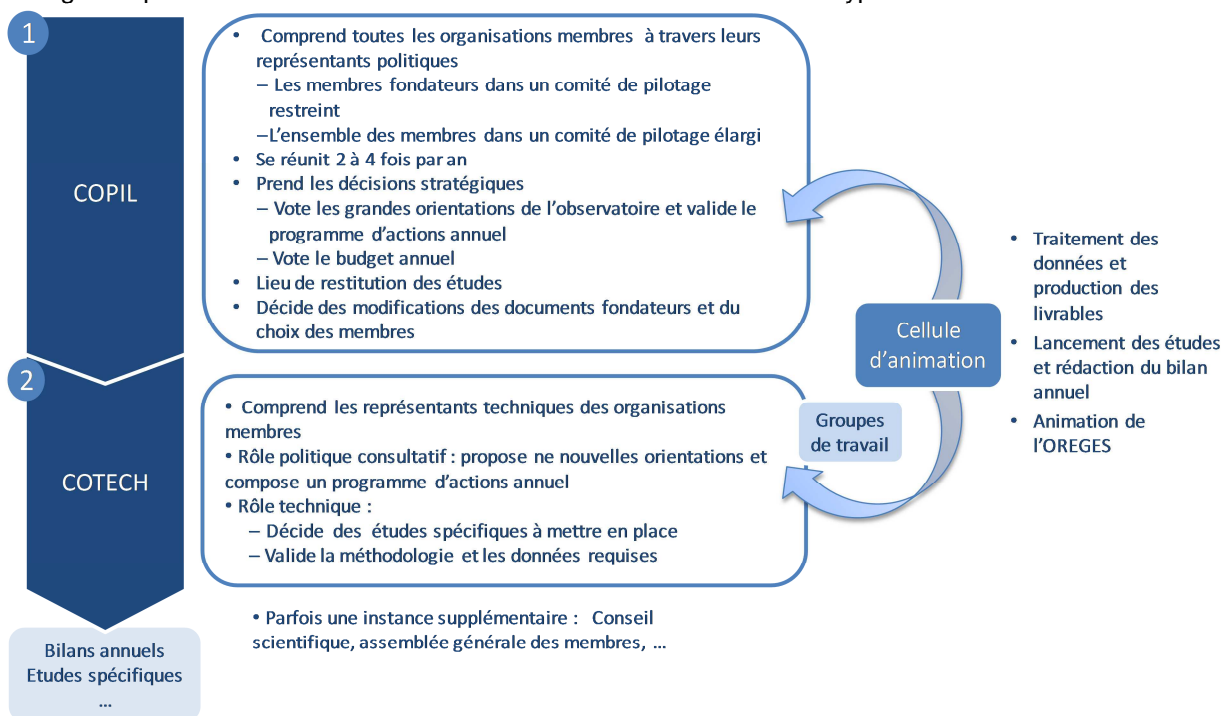 1
COPIL
• Comprend toutes les organisations membres à travers leurs
représentants politiques
– Les membres fondateurs dans un comité de pilotage
restreint
–L'ensemble des membres dans un comité de pilotage élargi
• Se réunit 2 à 4 fois par an
• Prend les décisions stratégiques
– Vote les grandes orientations de l'observatoire et valide le
programme d'actions annuel
– Vote le budget annuel
• Lieu de restitution des études
• Décide des modifications des documents fondateurs et du
choix des membres
2
COTECH
• Comprend les représentants techniques des organisations
membres
• Rôle politique consultatif : propose ne nouvelles orientations et
compose un programme d'actions annuel
• Rôle technique :
– Décide des études spécifiques à mettre en place
– Valide la méthodologie et les données requises
Groupes
de travail
Cellule
d'animation
• Traitement des
données et
production des
livrables
• Lancement des études
et rédaction du bilan
annuel
• Animation de
l'OREGES
• Parfois une instance supplémentaire : Conseil
scientifique, assemblée générale des membres, ...
Bilans annuels
Etudes spécifiques
...